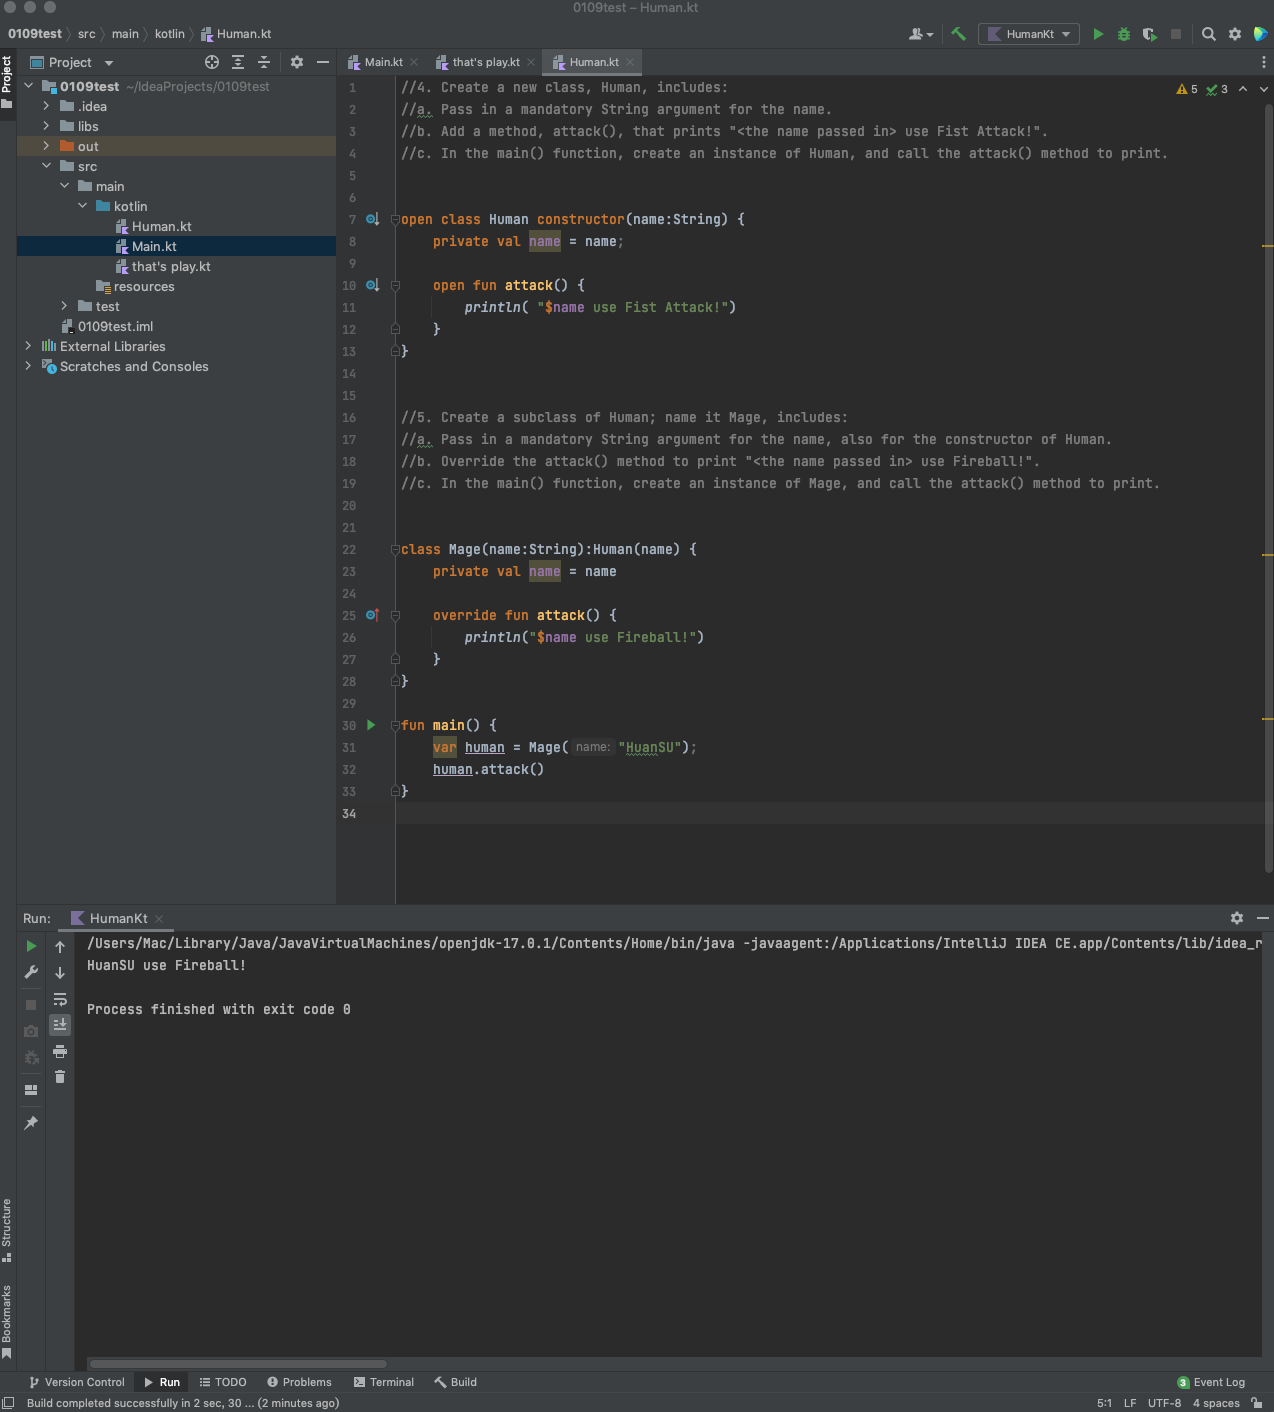 0109test – Human.kt
0109test src main kotlin Human.kt
HumanKt
Project
Project
Main.kt that's play.kt Human.kt
0109test ~/IdeaProjects/0109test
.idea
libs
out
src
main
kotlin
Human.kt
Main.kt
that's play.kt
resources
test
0109test.iml
External Libraries
Scratches and Consoles
5 3
1 //4. Create a new class, Human, includes:
2 //a. Pass in a mandatory String argument for the name.
3 //b. Add a method, attack(), that prints "<the name passed in> use Fist Attack!".
4 //c. In the main() function, create an instance of Human, and call the attack() method to print.
5
6
7 open class Human constructor(name:String) {
8 private val name = name;
9
10 open fun attack() {
11 println( "$name use Fist Attack!")
12 }
13 }
14
15
16 //5. Create a subclass of Human; name it Mage, includes:
17 //a. Pass in a mandatory String argument for the name, also for the constructor of Human.
18 //b. Override the attack() method to print "<the name passed in> use Fireball!".
19 //c. In the main() function, create an instance of Mage, and call the attack() method to print.
20
21
22 class Mage(name:String):Human(name) {
23 private val name = name
24
25 override fun attack() {
26 println("$name use Fireball!")
27 }
28 }
29
30 fun main() {
31 var human = Mage( name: "HuanSU");
32 human.attack()
33 }
34
Run: HumanKt
/Users/Mac/Library/Java/JavaVirtualMachines/openjdk-17.0.1/Contents/Home/bin/java -javaagent:/Applications/IntelliJ IDEA CE.app/Contents/lib/idea_r
HuanSU use Fireball!
Process finished with exit code 0
Structure
Bookmarks
Version Control Run TODO Problems Terminal Build 3 Event Log
Build completed successfully in 2 sec, 30 ... (2 minutes ago) 5:1 LF UTF-8 4 spaces